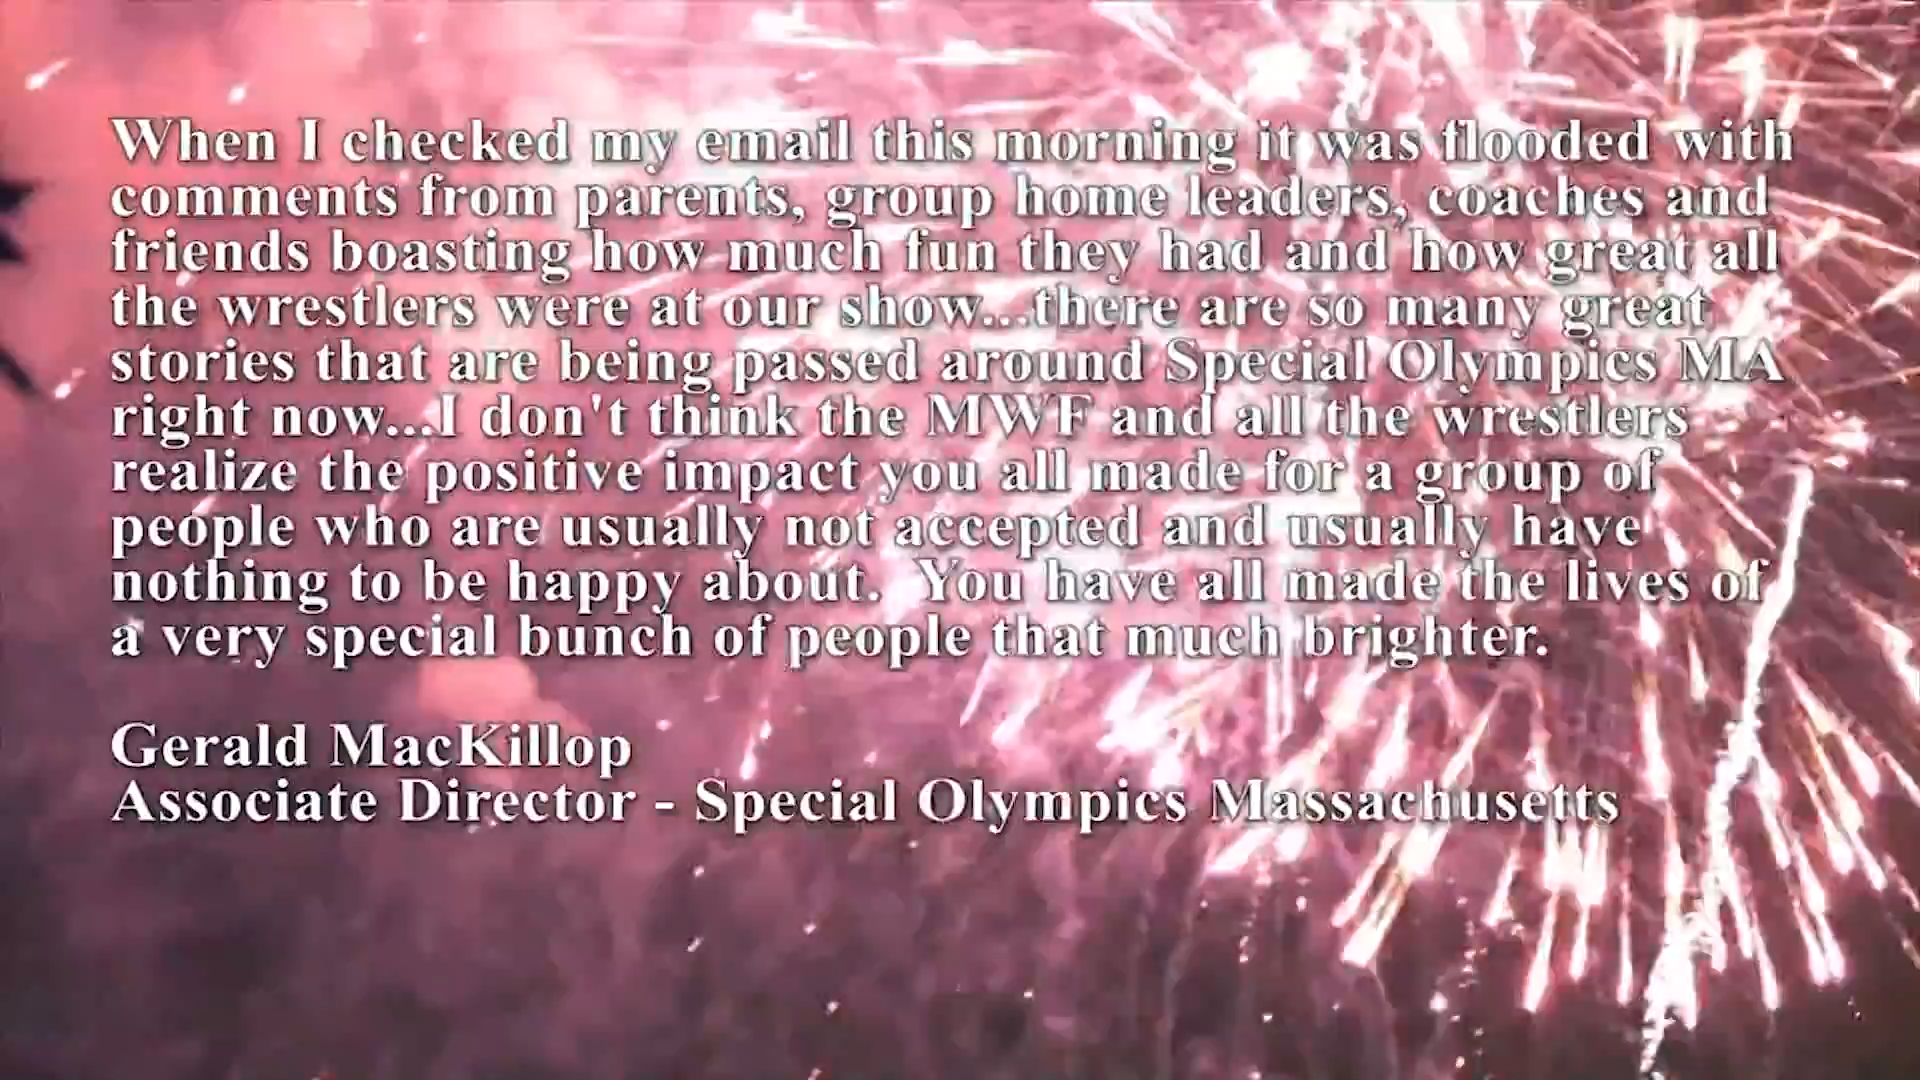 When I checked my email this morning it was flooded with
comments from parents, group home leaders, coaches and
friends boasting how much fun they had and how great all
the wrestlers were at our show...there are so many great
stories that are being passed around Special Olympics MA
right now...I don't think the MWF and all the wrestlers
realize the positive impact you all made for a group of
people who are usually not accepted and usually have
nothing to be happy about.  You have all made the lives of
a very special bunch of people that much brighter.

Gerald MacKillop
Associate Director - Special Olympics Massachusetts